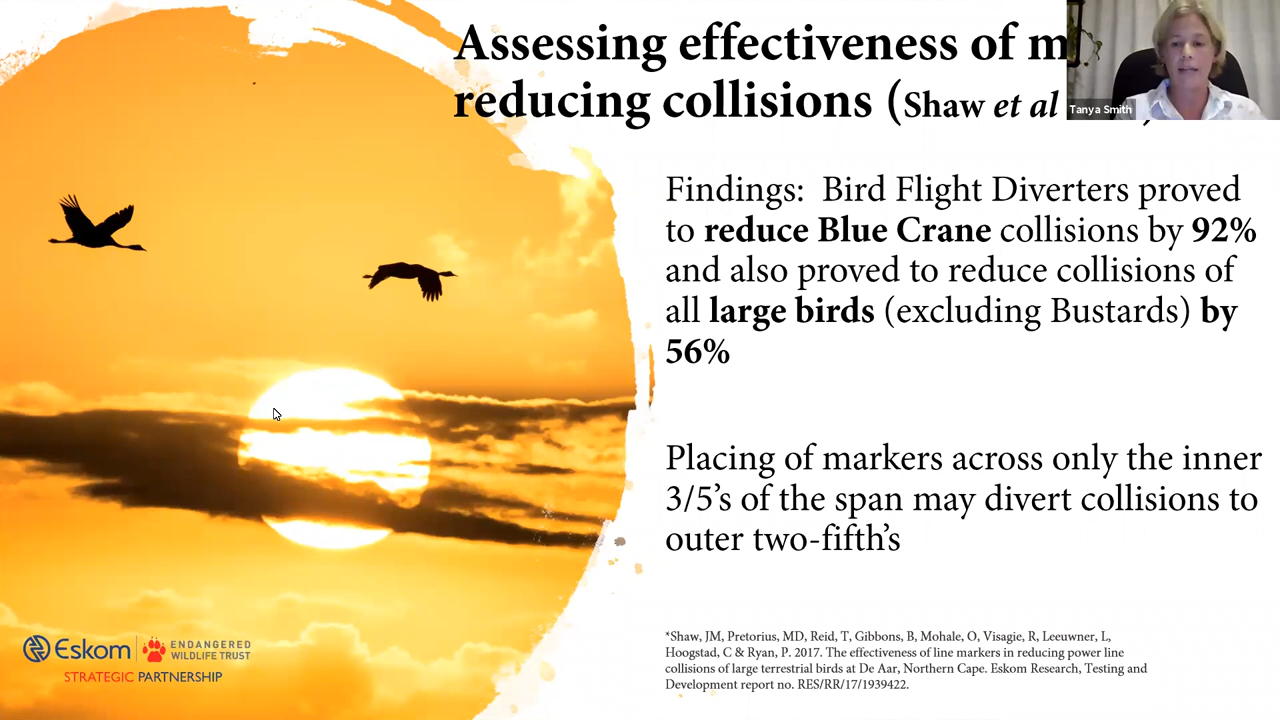 Assessing effectiveness of
reducing collisions (Shaw et al
Tanya Smith
Findings:  Bird Flight Diverters proved
to reduce Blue Crane collisions by 92%
and also proved to reduce collisions of
all large birds (excluding Bustards) by
56%
Placing of markers across only the inner
3/5’s of the span may divert collisions to
outer two-fifth’s
*Shaw, JM, Pretorius, MD, Reid, T, Gibbons, B, Mohale, O, Visagie, R, Leeuwner, L,
Hoogstad, C & Ryan, P. 2017. The effectiveness of line markers in reducing power line
collisions of large terrestrial birds at De Aar, Northern Cape. Eskom Research, Testing and
Development report no. RES/RR/17/1939422.
Eskom
ENDANGERED
WILDLIFE TRUST
STRATEGIC PARTNERSHIP